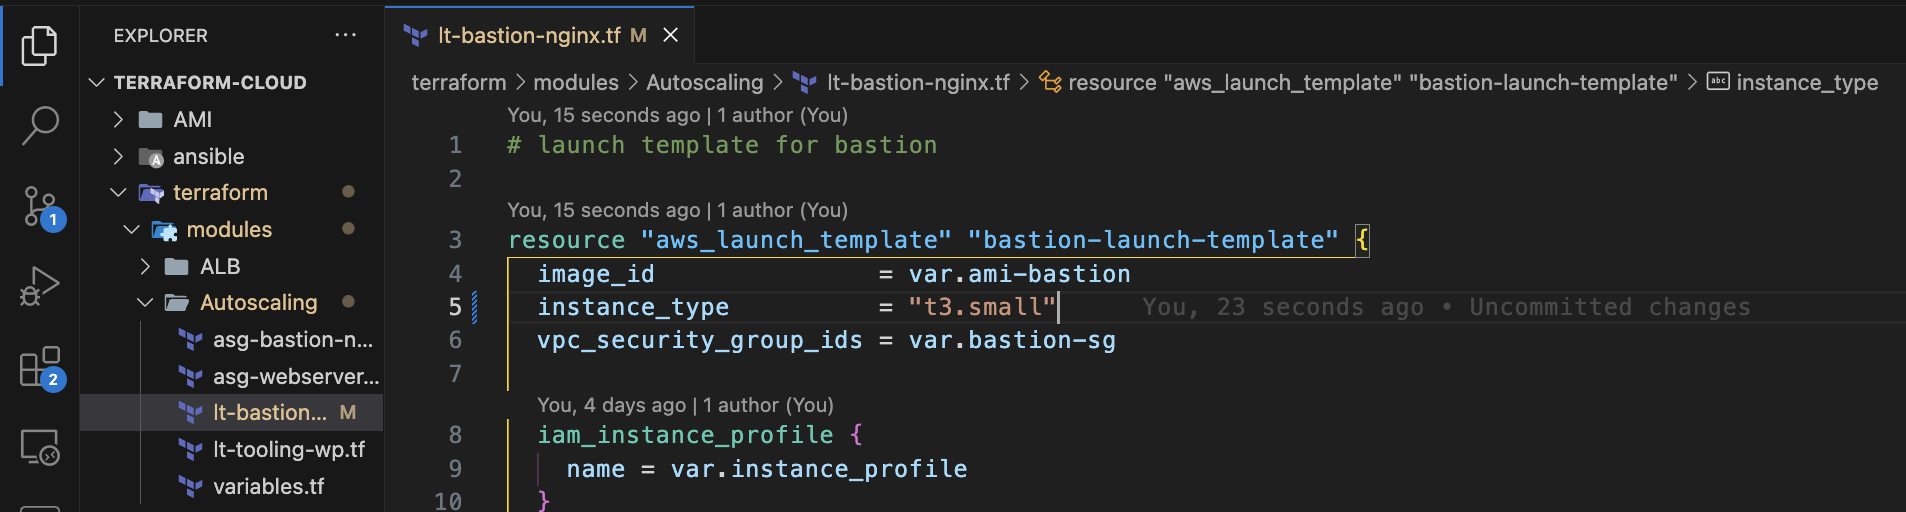 EXPLORER
TERRAFORM-CLOUD
AMI
ansible
terraform
modules
ALB
Autoscaling
asg-bastion-n...
asg-webserver...
lt-bastion... M
lt-tooling-wp.tf
variables.tf
1
2
lt-bastion-nginx.tf M
terraform > modules > Autoscaling > lt-bastion-nginx.tf > resource "aws_launch_template" "bastion-launch-template" > abc instance_type
You, 15 seconds ago | 1 author (You)
1 # launch template for bastion
2
You, 15 seconds ago | 1 author (You)
3 resource "aws_launch_template" "bastion-launch-template" {
4 image_id = var.ami-bastion
5 instance_type = "t3.small" You, 23 seconds ago • Uncommitted changes
6 vpc_security_group_ids = var.bastion-sg
7
You, 4 days ago | 1 author (You)
8 iam_instance_profile {
9 name = var.instance_profile
10 }